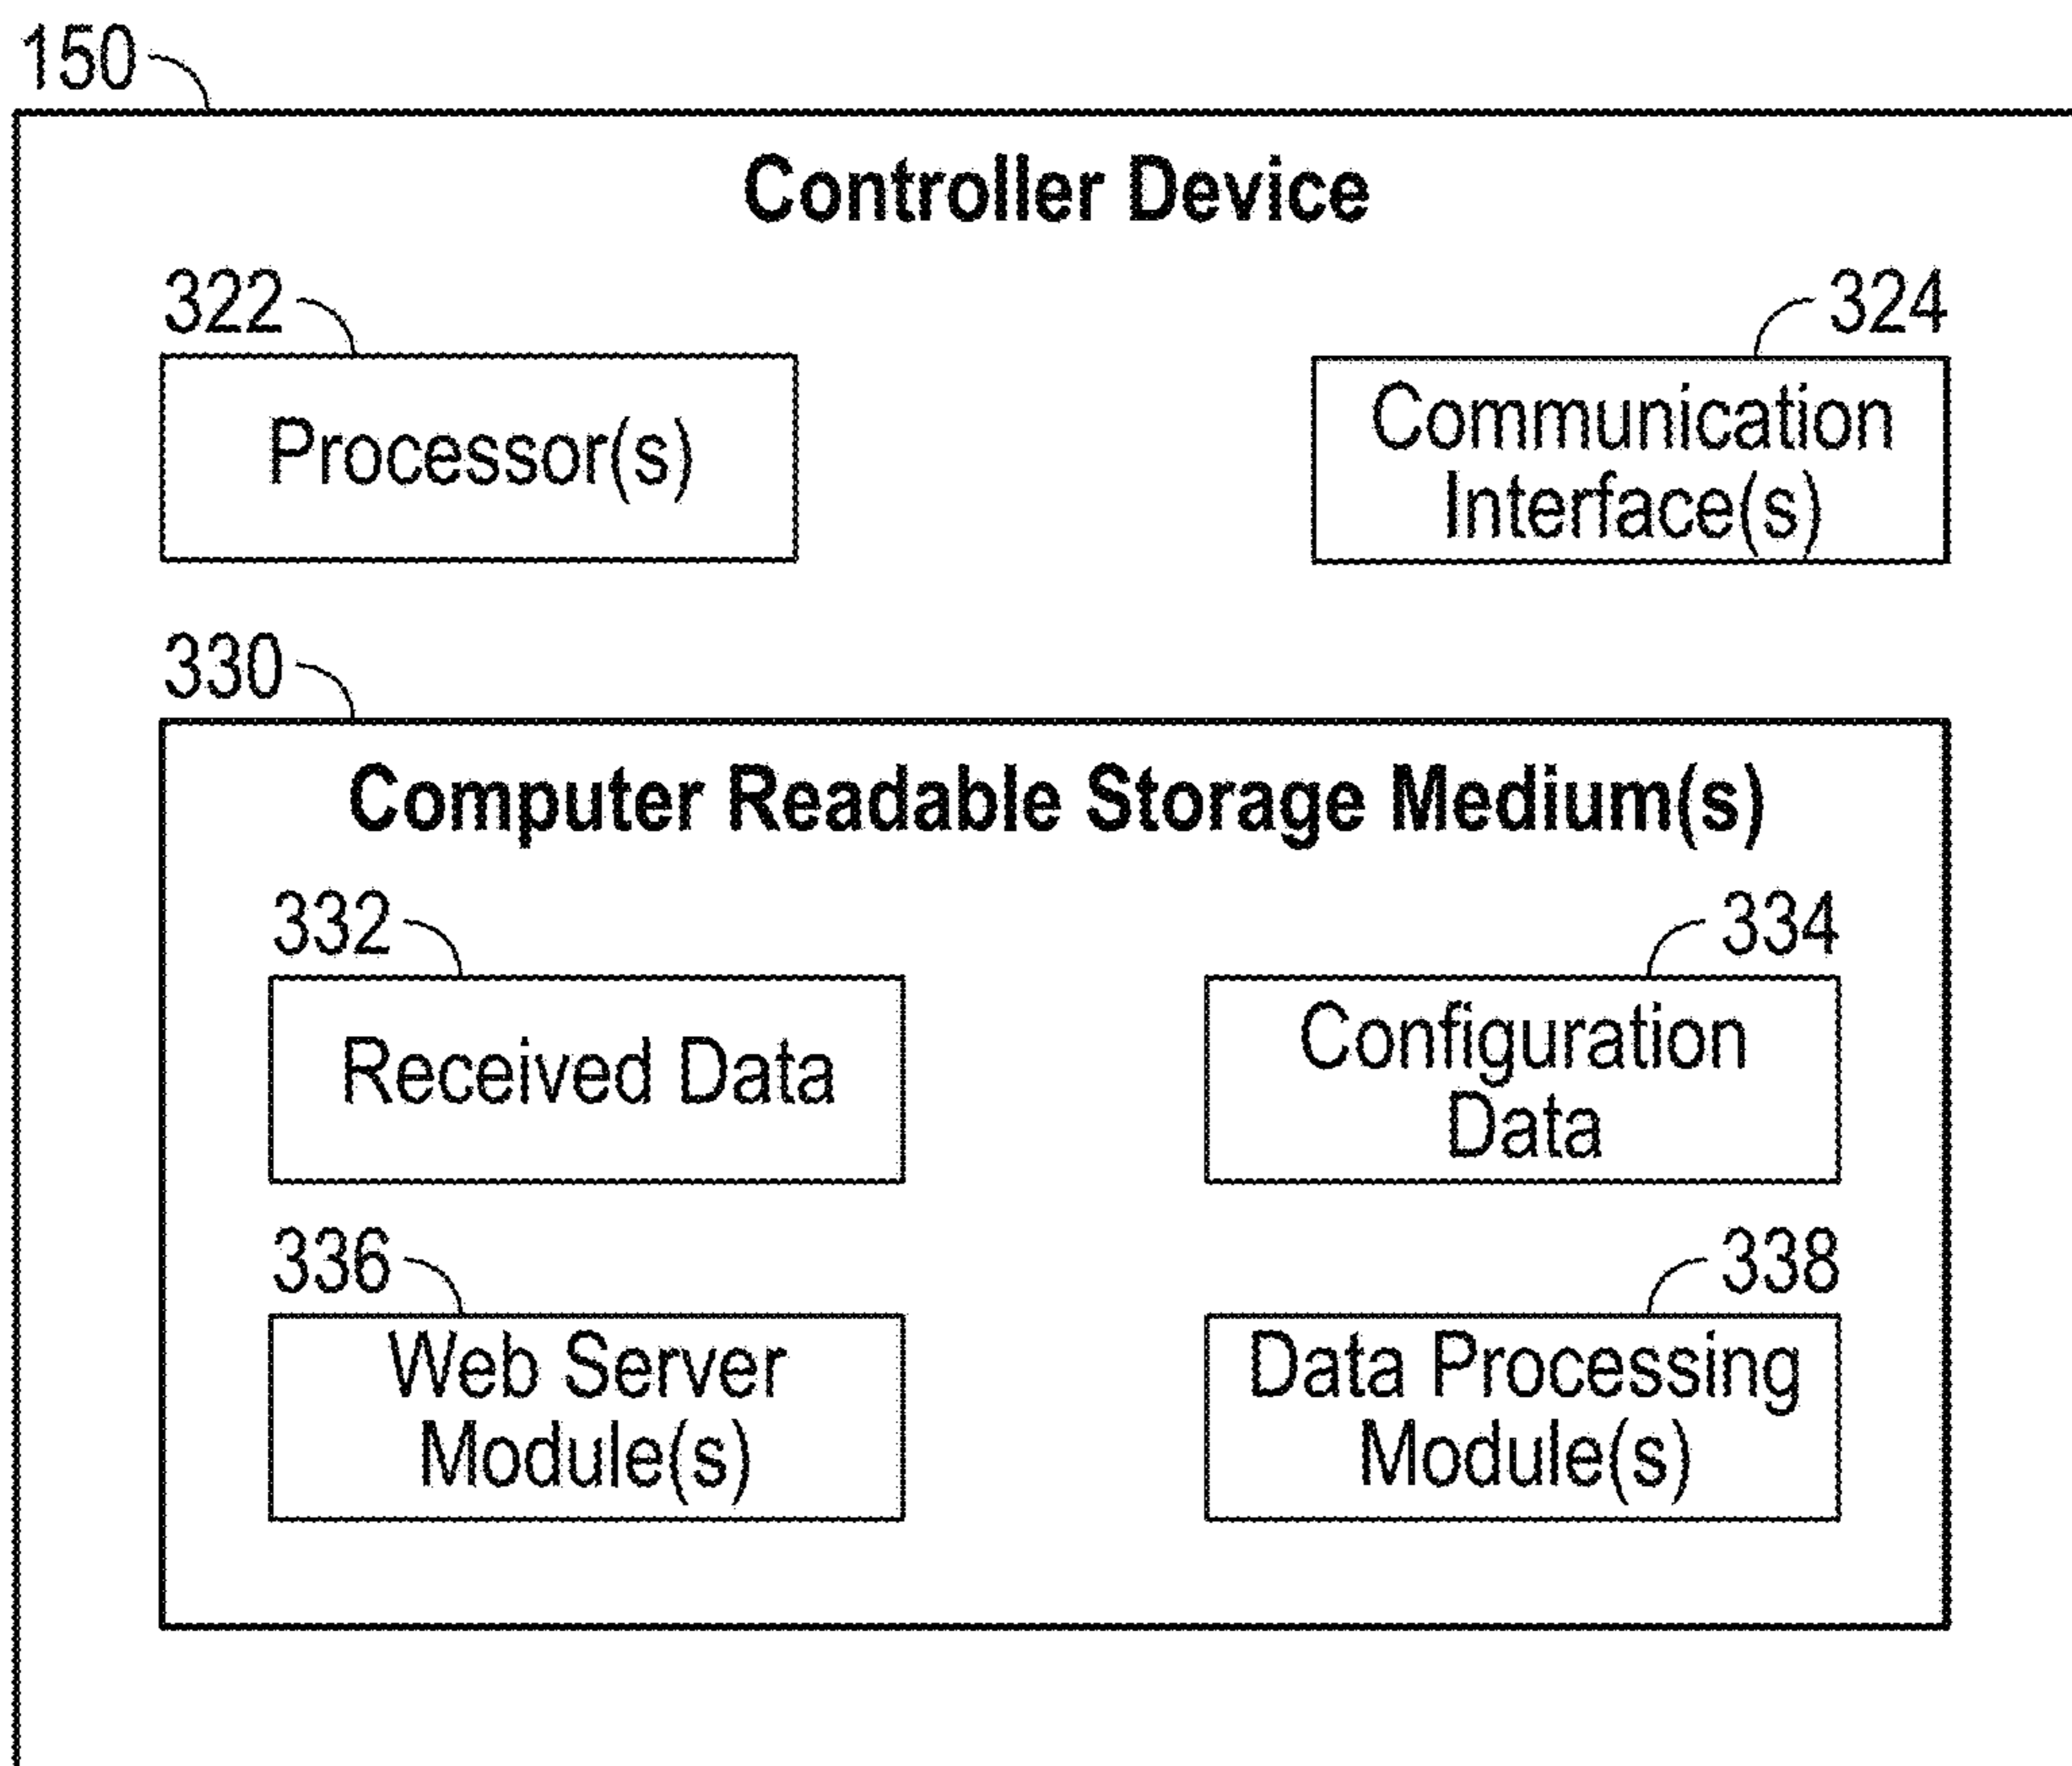 150
Controller Device
322
324
Processor(s)
Communication
Interface(s)
330
Computer Readable Storage Medium(s)
332
334
Received Data
Configuration
Data
336
338
Web Server
Module(s)
Data Processing
Module(s)